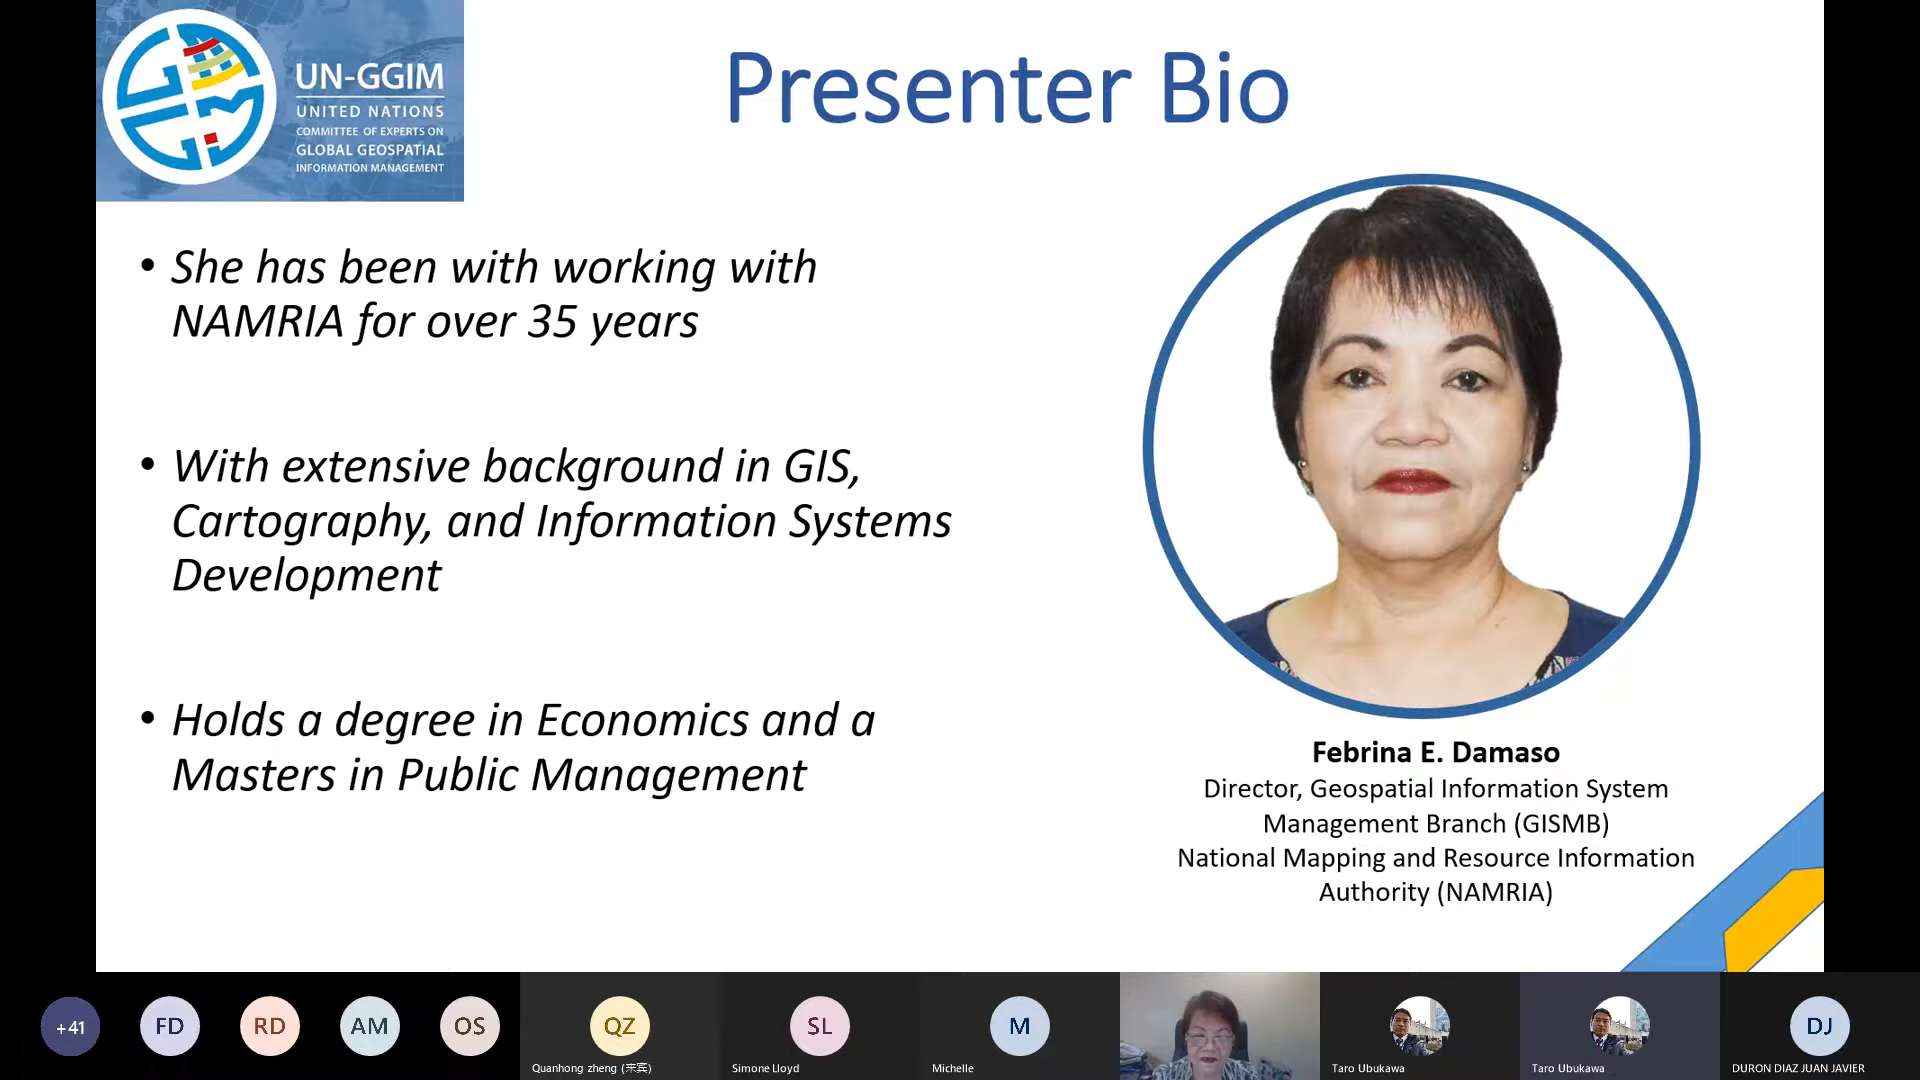 UN-GGIM
UNITED NATIONS
COMMITTEE OF EXPERTS ON
GLOBAL GEOSPATIAL
INFORMATION MANAGEMENT
Presenter Bio
• She has been with working with
NAMRIA for over 35 years
• With extensive background in GIS,
Cartography, and Information Systems
Development
• Holds a degree in Economics and a
Masters in Public Management
Febrina E. Damaso
Director, Geospatial Information System
Management Branch (GISMB)
National Mapping and Resource Information
Authority (NAMRIA)
+41
FD
RD
AM
OS
QZ
SL
M
DJ
Quanhong zheng
Simone Lloyd
Michelle
Taro Ubukawa
Taro Ubukawa
DURON DIAZ JUAN JAVIER